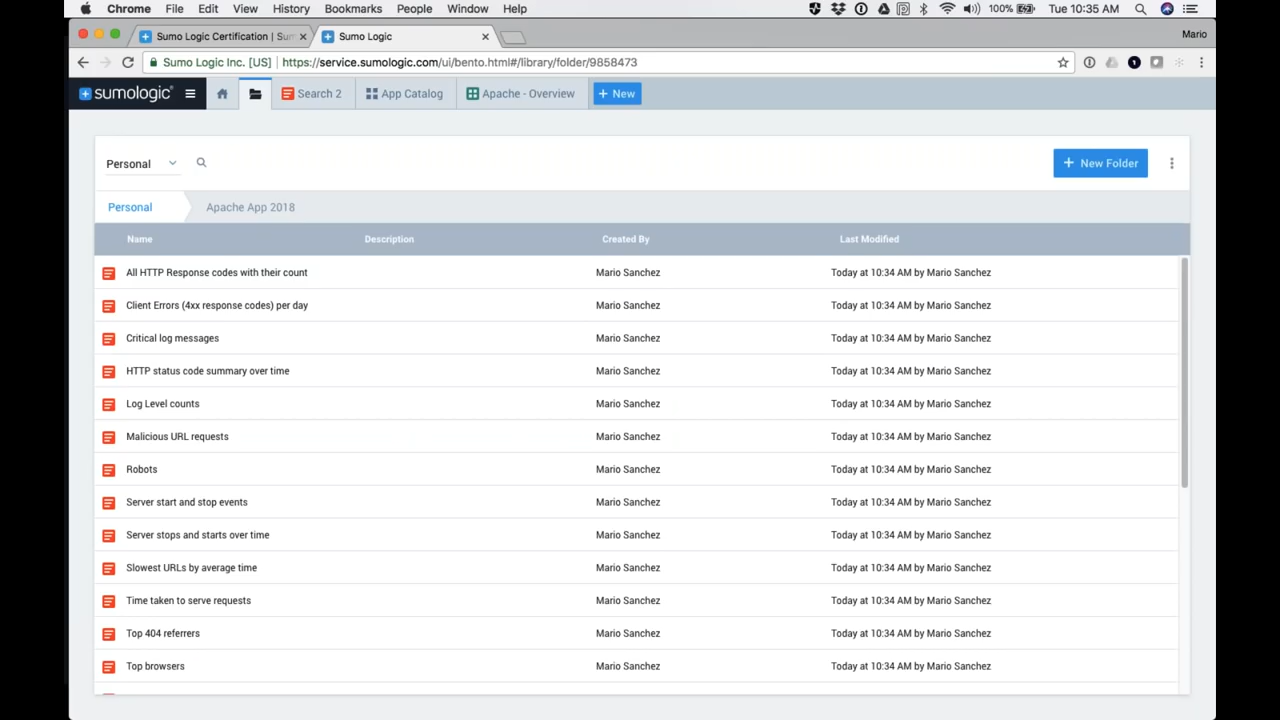 Chrome File Edit View History Bookmarks People Window Help 100% Tue 10:35 AM
Sumo Logic Certification | Sum Sumo Logic Mario
Sumo Logic Inc. [US] https://service.sumologic.com/ui/bento.html#/library/folder/9858473
sumologic Search 2 App Catalog Apache - Overview + New
Personal + New Folder
Personal Apache App 2018
Name Description Created By Last Modified
All HTTP Response codes with their count Mario Sanchez Today at 10:34 AM by Mario Sanchez
Client Errors (4xx response codes) per day Mario Sanchez Today at 10:34 AM by Mario Sanchez
Critical log messages Mario Sanchez Today at 10:34 AM by Mario Sanchez
HTTP status code summary over time Mario Sanchez Today at 10:34 AM by Mario Sanchez
Log Level counts Mario Sanchez Today at 10:34 AM by Mario Sanchez
Malicious URL requests Mario Sanchez Today at 10:34 AM by Mario Sanchez
Robots Mario Sanchez Today at 10:34 AM by Mario Sanchez
Server start and stop events Mario Sanchez Today at 10:34 AM by Mario Sanchez
Server stops and starts over time Mario Sanchez Today at 10:34 AM by Mario Sanchez
Slowest URLs by average time Mario Sanchez Today at 10:34 AM by Mario Sanchez
Time taken to serve requests Mario Sanchez Today at 10:34 AM by Mario Sanchez
Top 404 referrers Mario Sanchez Today at 10:34 AM by Mario Sanchez
Top browsers Mario Sanchez Today at 10:34 AM by Mario Sanchez